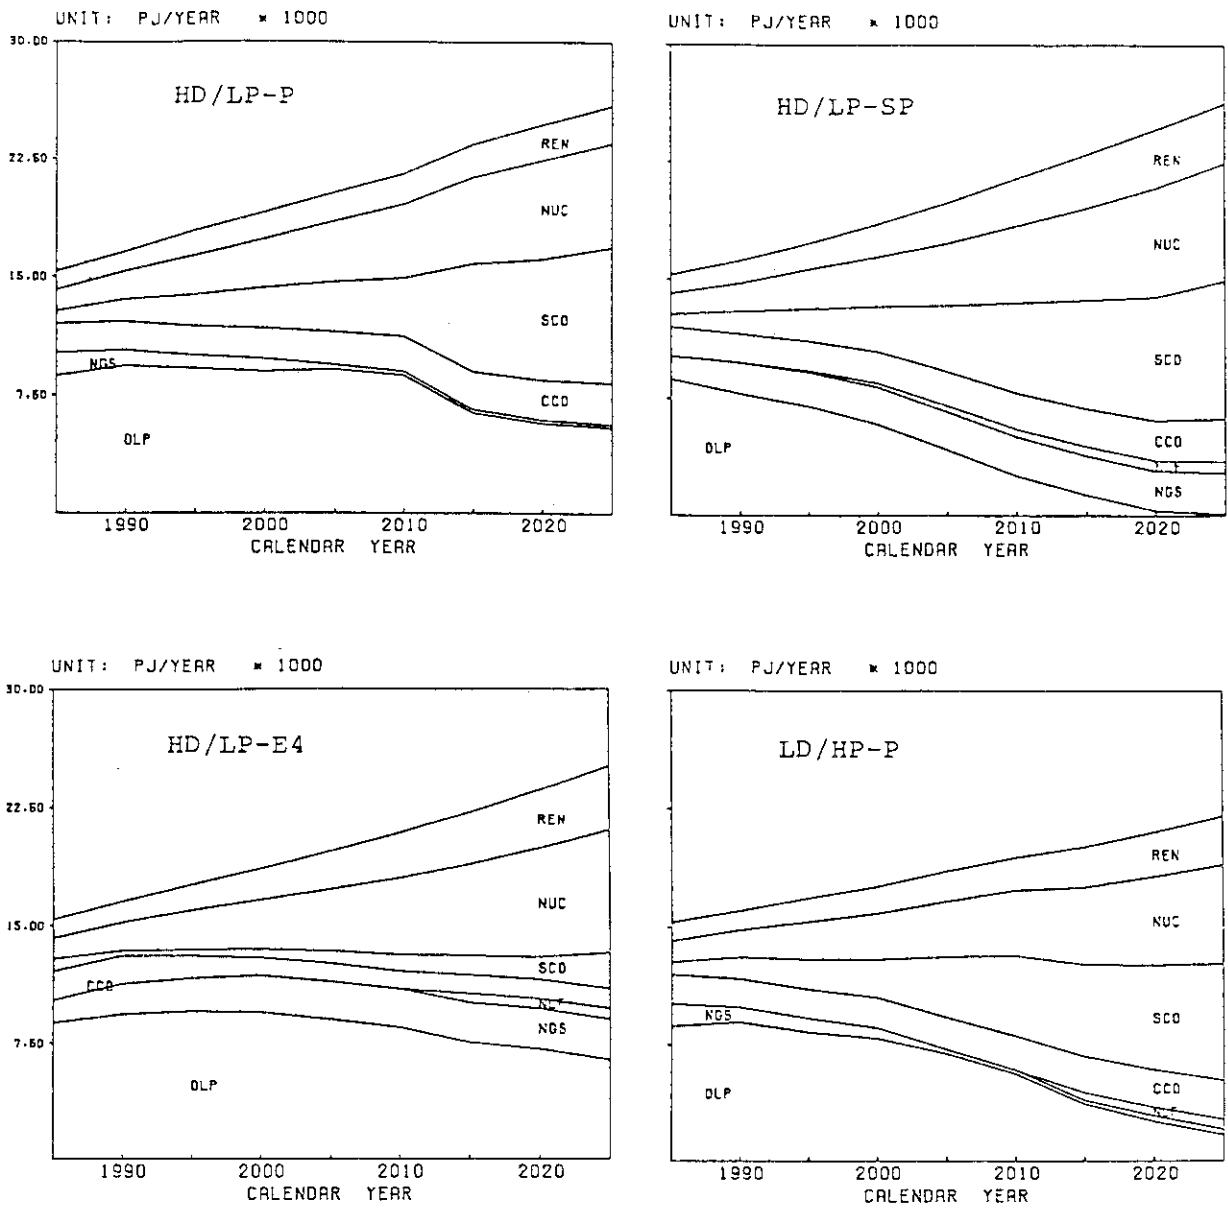 UNIT: PJ/YEAR * 1000
30.00
HD/LP-P
22.50
REN
NUC
15.00
SCO
NGS
7.50
CCO
OLP
1990 2000 2010 2020
CALENDAR YEAR
UNIT: PJ/YEAR * 1000
HD/LP-SP
REN
NUC
SCO
CCO
OLP
NGS
1990 2000 2010 2020
CALENDAR YEAR
UNIT: PJ/YEAR * 1000
30.00
HD/LP-E4
22.50
REN
NUC
15.00
SCO
CCO
NGS
7.50
OLP
1990 2000 2010 2020
CALENDAR YEAR
UNIT: PJ/YEAR * 1000
LD/HP-P
REN
NUC
NGS
SCO
OLP
CCO
1990 2000 2010 2020
CALENDAR YEAR